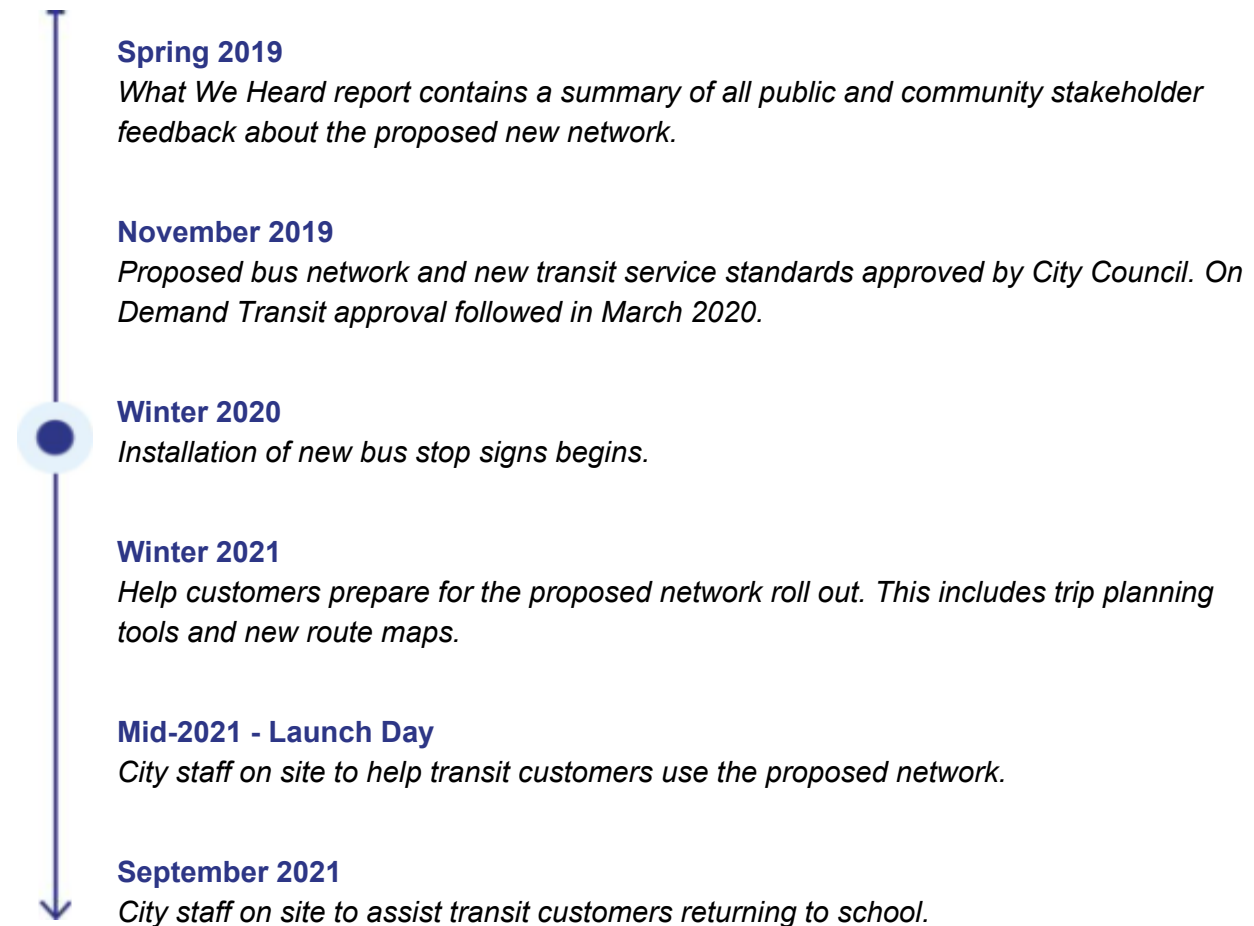 Spring 2019
What We Heard report contains a summary of all public and community stakeholder
feedback about the proposed new network.
November 2019
Proposed bus network and new transit service standards approved by City Council. On
Demand Transit approval followed in March 2020.
Winter 2020
Installation of new bus stop signs begins.
Winter 2021
Help customers prepare for the proposed network roll out. This includes trip planning
tools and new route maps.
Mid-2021 - Launch Day
City staff on site to help transit customers use the proposed network.
September 2021
City staff on site to assist transit customers returning to school.